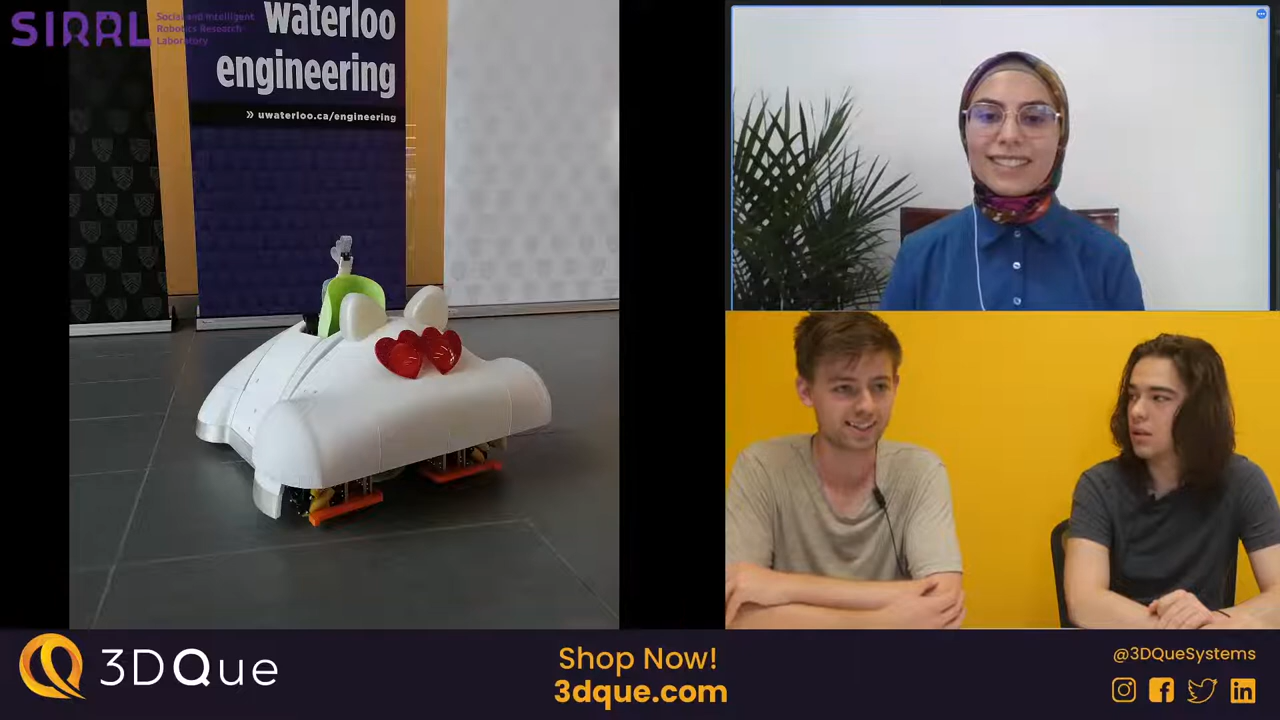 SIRRL
Social and Intelligent
Robotics Research
Laboratory
waterloo
engineering
» uwaterloo.ca/engineering
3DQue
Shop Now!
3dque.com
@3DQueSystems